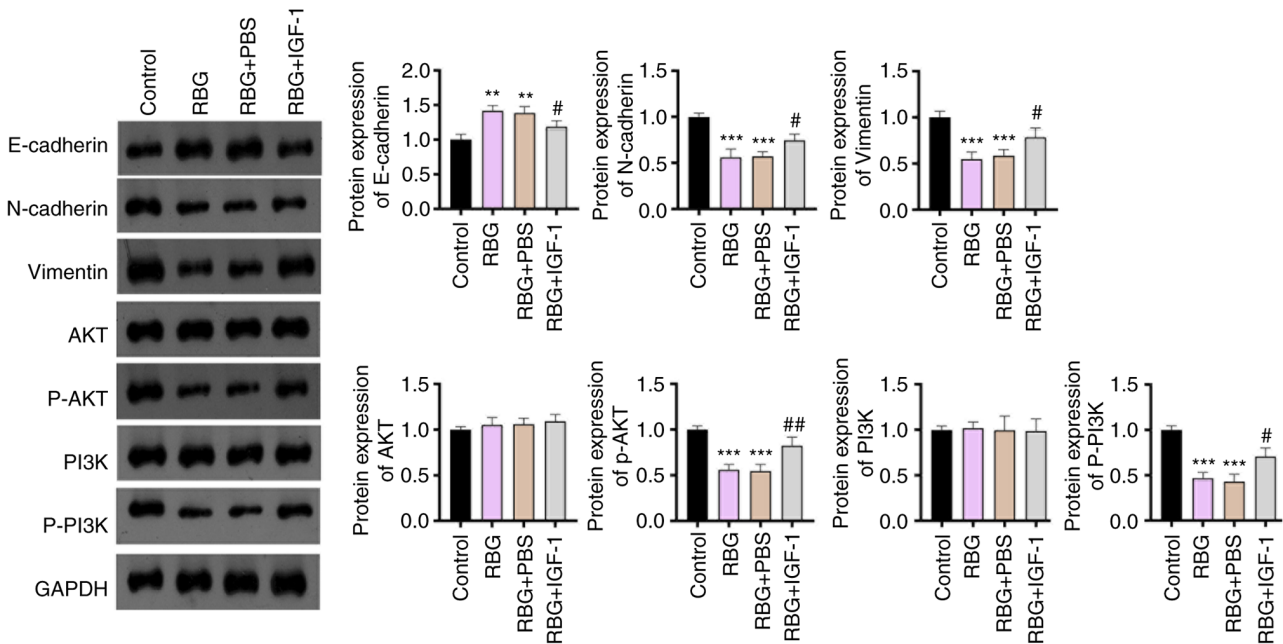 Control
RBG
RBG+PBS
RBG+IGF-1
E-cadherin
N-cadherin
Vimentin
AKT
P-AKT
PI3K
P-PI3K
GAPDH
Protein expression
of E-cadherin
2.0
1.5
1.0
0.5
0.0
**
**
#
Control
RBG
RBG+PBS
RBG+IGF-1
Protein expression
of N-cadherin
1.5
1.0
0.5
0.0
***
***
#
Control
RBG
RBG+PBS
RBG+IGF-1
Protein expression
of Vimentin
1.5
1.0
0.5
0.0
***
***
#
Control
RBG
RBG+PBS
RBG+IGF-1
Protein expression
of AKT
1.5
1.0
0.5
0.0
Control
RBG
RBG+PBS
RBG+IGF-1
Protein expression
of p-AKT
1.5
1.0
0.5
0.0
***
***
##
Control
RBG
RBG+PBS
RBG+IGF-1
Protein expression
of PI3K
1.5
1.0
0.5
0.0
Control
RBG
RBG+PBS
RBG+IGF-1
Protein expression
of P-PI3K
1.5
1.0
0.5
0.0
***
***
#
Control
RBG
RBG+PBS
RBG+IGF-1